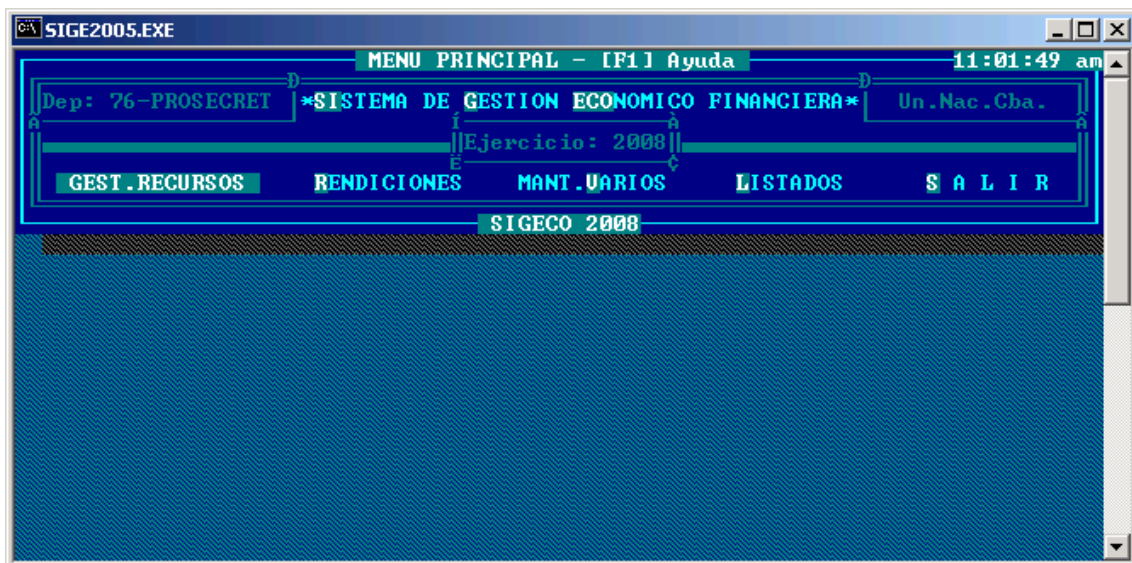 SIGE2005.EXE
MENU PRINCIPAL - [F1] Ayuda 11:01:49 am
Dep: 76-PROSECRET *SISTEMA DE GESTION ECONOMICO FINANCIERA* Un.Nac.Cba.
Ejercicio: 2008
GEST.RECURSOS RENDICIONES MANT.VARIOS LISTADOS S A L I R
SIGECO 2008